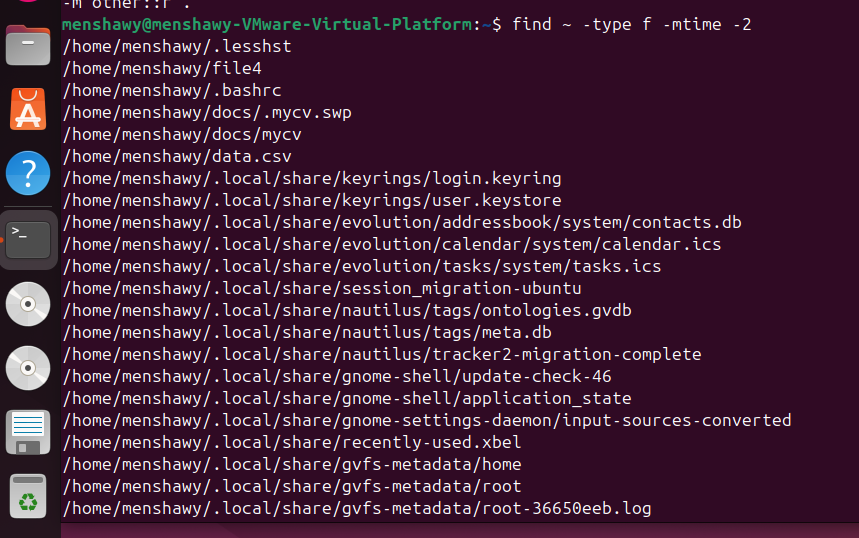 -m other::r .
menshawy@menshawy-VMware-Virtual-Platform:~$ find ~ -type f -mtime -2
/home/menshawy/.lesshst
/home/menshawy/file4
/home/menshawy/.bashrc
/home/menshawy/docs/.mycv.swp
/home/menshawy/docs/mycv
/home/menshawy/data.csv
/home/menshawy/.local/share/keyrings/login.keyring
/home/menshawy/.local/share/keyrings/user.keystore
/home/menshawy/.local/share/evolution/addressbook/system/contacts.db
/home/menshawy/.local/share/evolution/calendar/system/calendar.ics
/home/menshawy/.local/share/evolution/tasks/system/tasks.ics
/home/menshawy/.local/share/session_migration-ubuntu
/home/menshawy/.local/share/nautilus/tags/ontologies.gvdb
/home/menshawy/.local/share/nautilus/tags/meta.db
/home/menshawy/.local/share/nautilus/tracker2-migration-complete
/home/menshawy/.local/share/gnome-shell/update-check-46
/home/menshawy/.local/share/gnome-shell/application_state
/home/menshawy/.local/share/gnome-settings-daemon/input-sources-converted
/home/menshawy/.local/share/recently-used.xbel
/home/menshawy/.local/share/gvfs-metadata/home
/home/menshawy/.local/share/gvfs-metadata/root
/home/menshawy/.local/share/gvfs-metadata/root-36650eeb.log